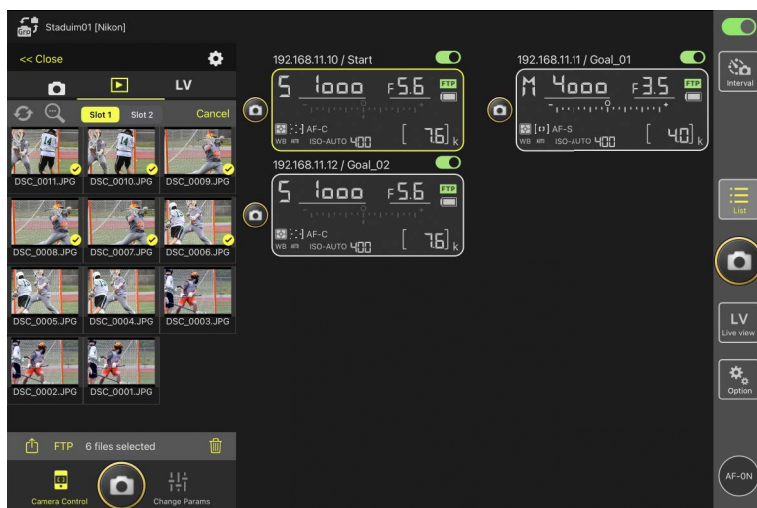 Grp
Staduim01 [Nikon]
<< Close
LV
Slot 1
Slot 2
Cancel
DSC_0011.JPG
DSC_0010.JPG
DSC_0009.JPG
DSC_0008.JPG
DSC_0007.JPG
DSC_0006.JPG
DSC_0005.JPG
DSC_0004.JPG
DSC_0003.JPG
DSC_0002.JPG
DSC_0001.JPG
FTP
6 files selected
Camera Control
Change Params
192.168.11.10 / Start
S 1000 F5.6 FTP
AF-C
WB ISO-AUTO 400 [ 7.6] k
192.168.11.11 / Goal_01
M 4000 F3.5 FTP
AF-S
WB ISO-AUTO 400 [ 4.0] k
192.168.11.12 / Goal_02
S 1000 F5.6 FTP
AF-C
WB ISO-AUTO 400 [ 7.6] k
Interval
List
LV
Live view
Option
AF-ON